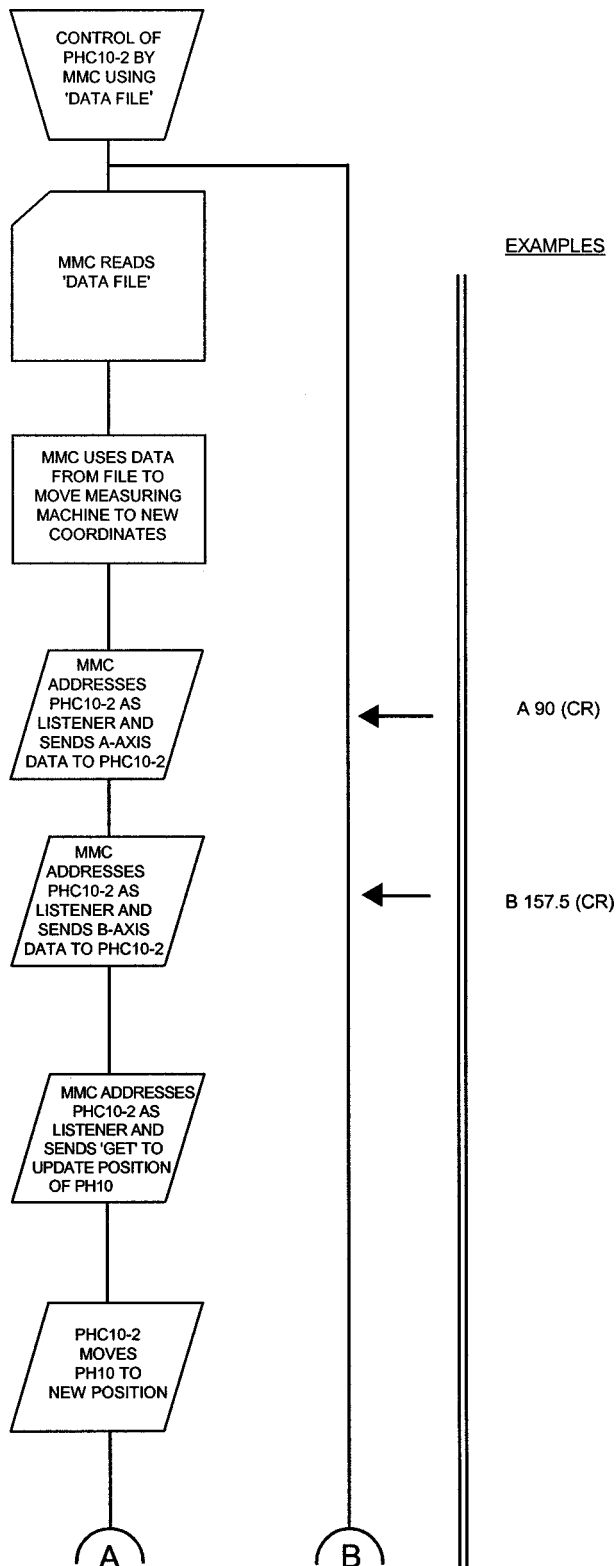 CONTROL OF
PHC10-2 BY
MMC USING
'DATA FILE'
MMC READS
'DATA FILE'
EXAMPLES
MMC USES DATA
FROM FILE TO
MOVE MEASURING
MACHINE TO NEW
COORDINATES
MMC
ADDRESSES
PHC10-2 AS
LISTENER AND
SENDS A-AXIS
DATA TO PHC10-2
A 90 (CR)
MMC
ADDRESSES
PHC10-2 AS
LISTENER AND
SENDS B-AXIS
DATA TO PHC10-2
B 157.5 (CR)
MMC ADDRESSES
PHC10-2 AS
LISTENER AND
SENDS 'GET' TO
UPDATE POSITION
OF PH10
PHC10-2
MOVES
PH10 TO
NEW POSITION
A
B